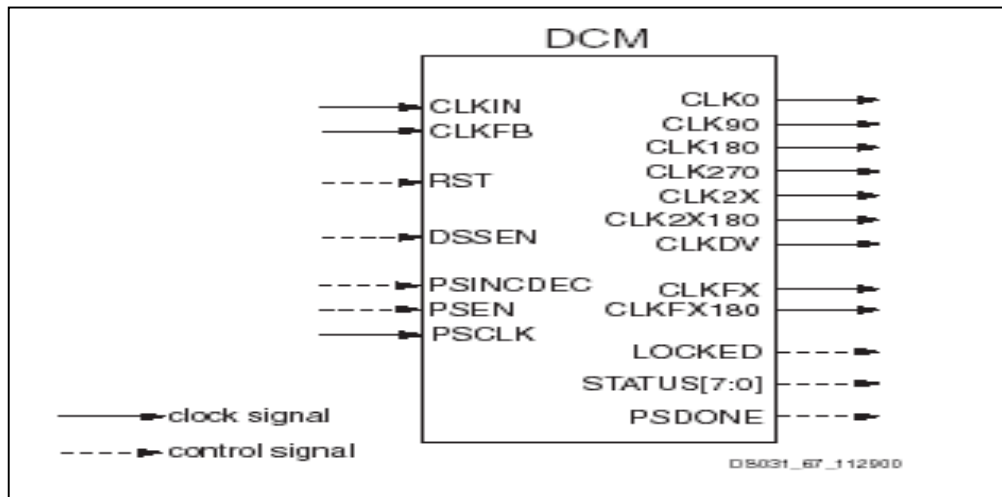 DCM
CLKIN
CLKFB
RST
DSSEN
PSINCDEC
PSEN
PSCLK
CLK0
CLK90
CLK180
CLK270
CLK2X
CLK2X180
CLKDV
CLKFX
CLKFX180
LOCKED
STATUS[7:0]
PSDONE
clock signal
control signal
DS031_67_112900